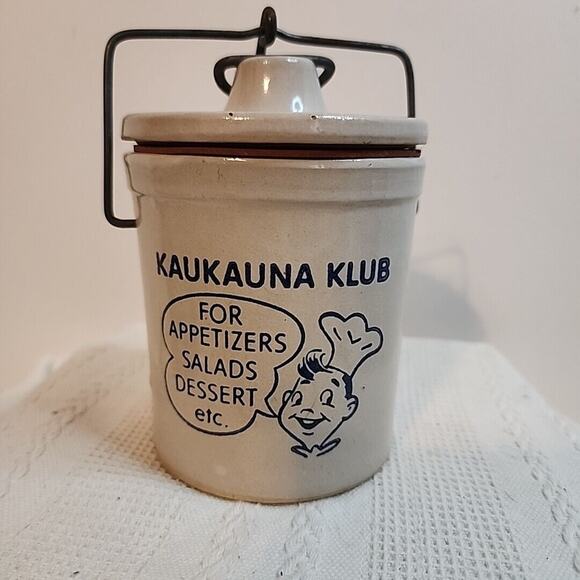 KAUKAUNA KLUB
FOR
APPETIZERS
SALADS
DESSERT
etc.